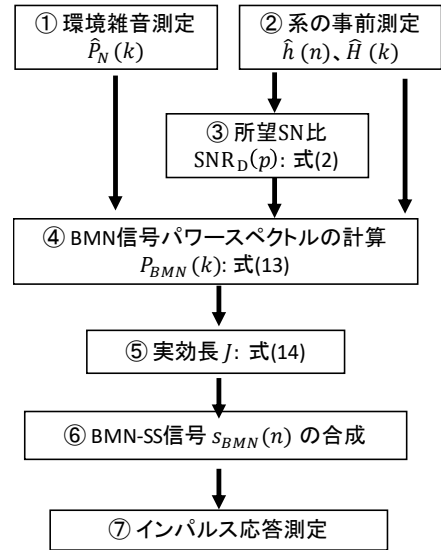 ① 環境雑音測定
P̂_N(k)
② 系の事前測定
ĥ(n)、Ĥ(k)
③ 所望SN比
SNR_D(p): 式(2)
④ BMN信号パワースペクトルの計算
P_BMN(k): 式(13)
⑤ 実効長 J: 式(14)
⑥ BMN-SS信号 s_BMN(n) の合成
⑦ インパルス応答測定